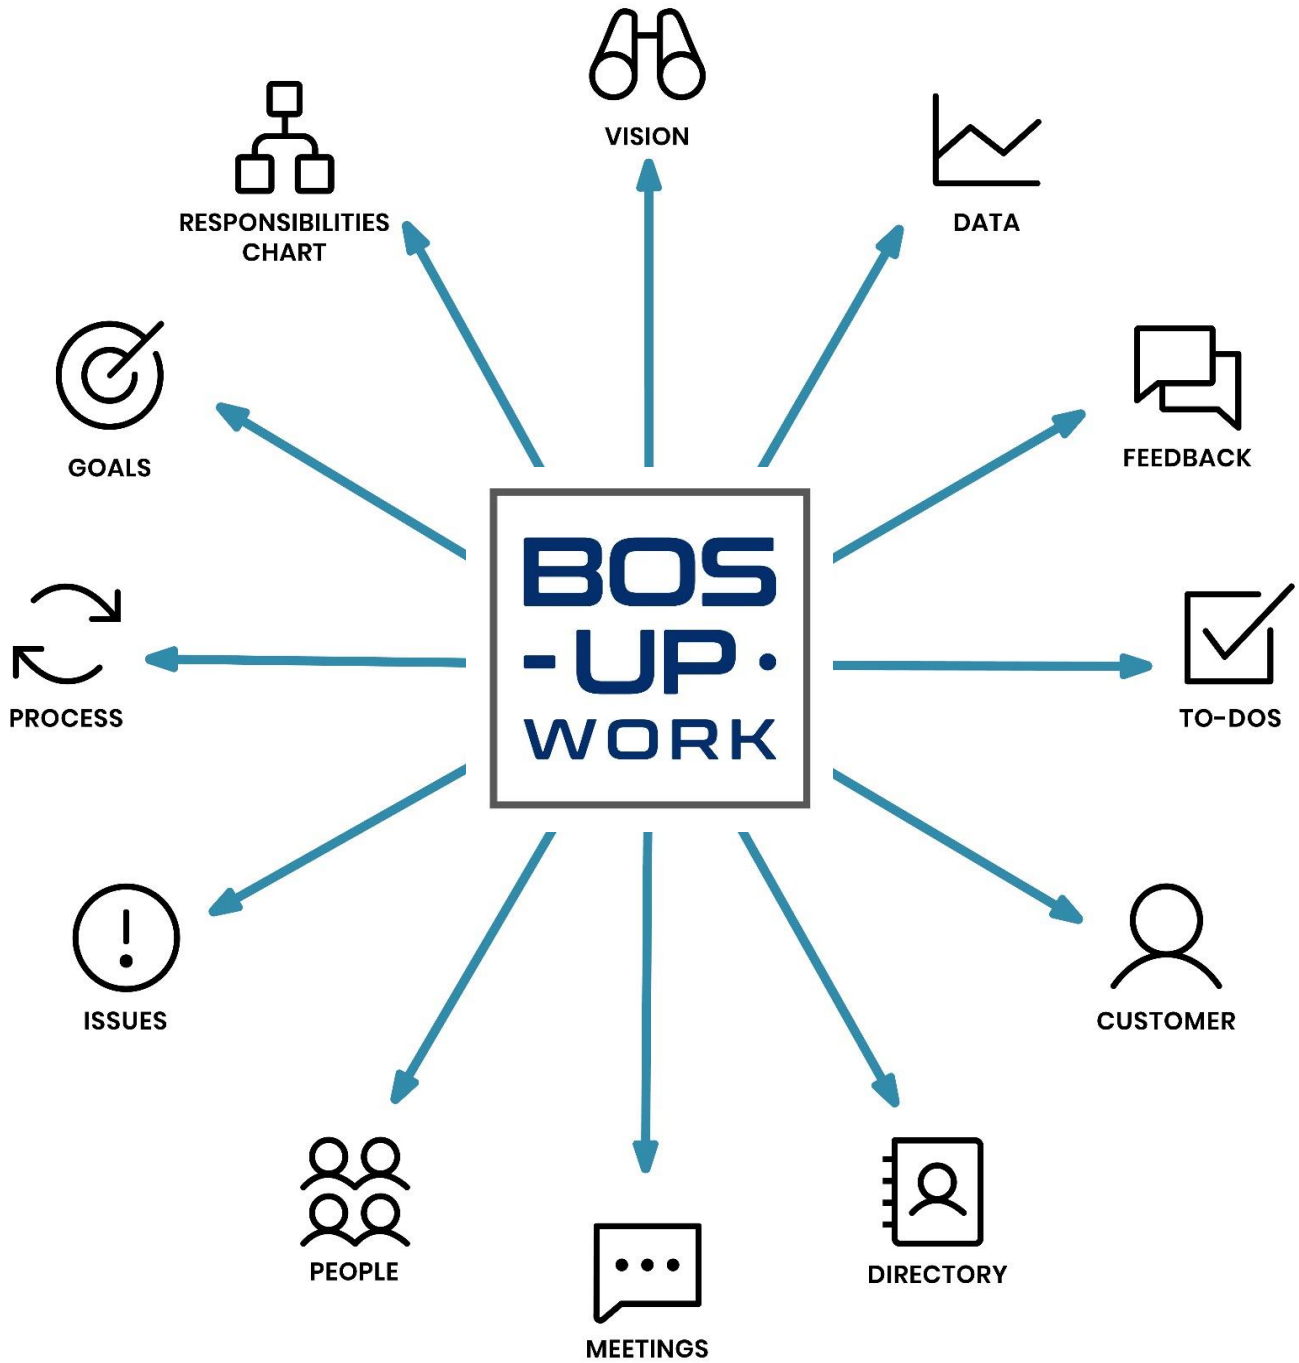 VISION
DATA
RESPONSIBILITIES
CHART
FEEDBACK
GOALS
BOS
-UP•
WORK
PROCESS
TO-DOS
ISSUES
CUSTOMER
PEOPLE
DIRECTORY
MEETINGS